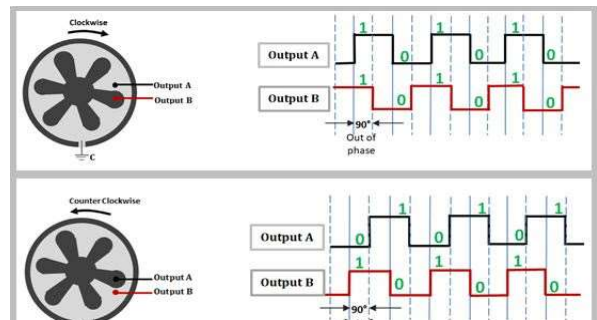 Clockwise
Output A
Output B
C
Output A
1 0 1 0 1 0
Output B
1 0 1 0 1 0
90°
Out of
phase
Counter Clockwise
Output A
Output B
Output A
0 1 0 1 0 1
Output B
1 0 1 0 1 0
90°